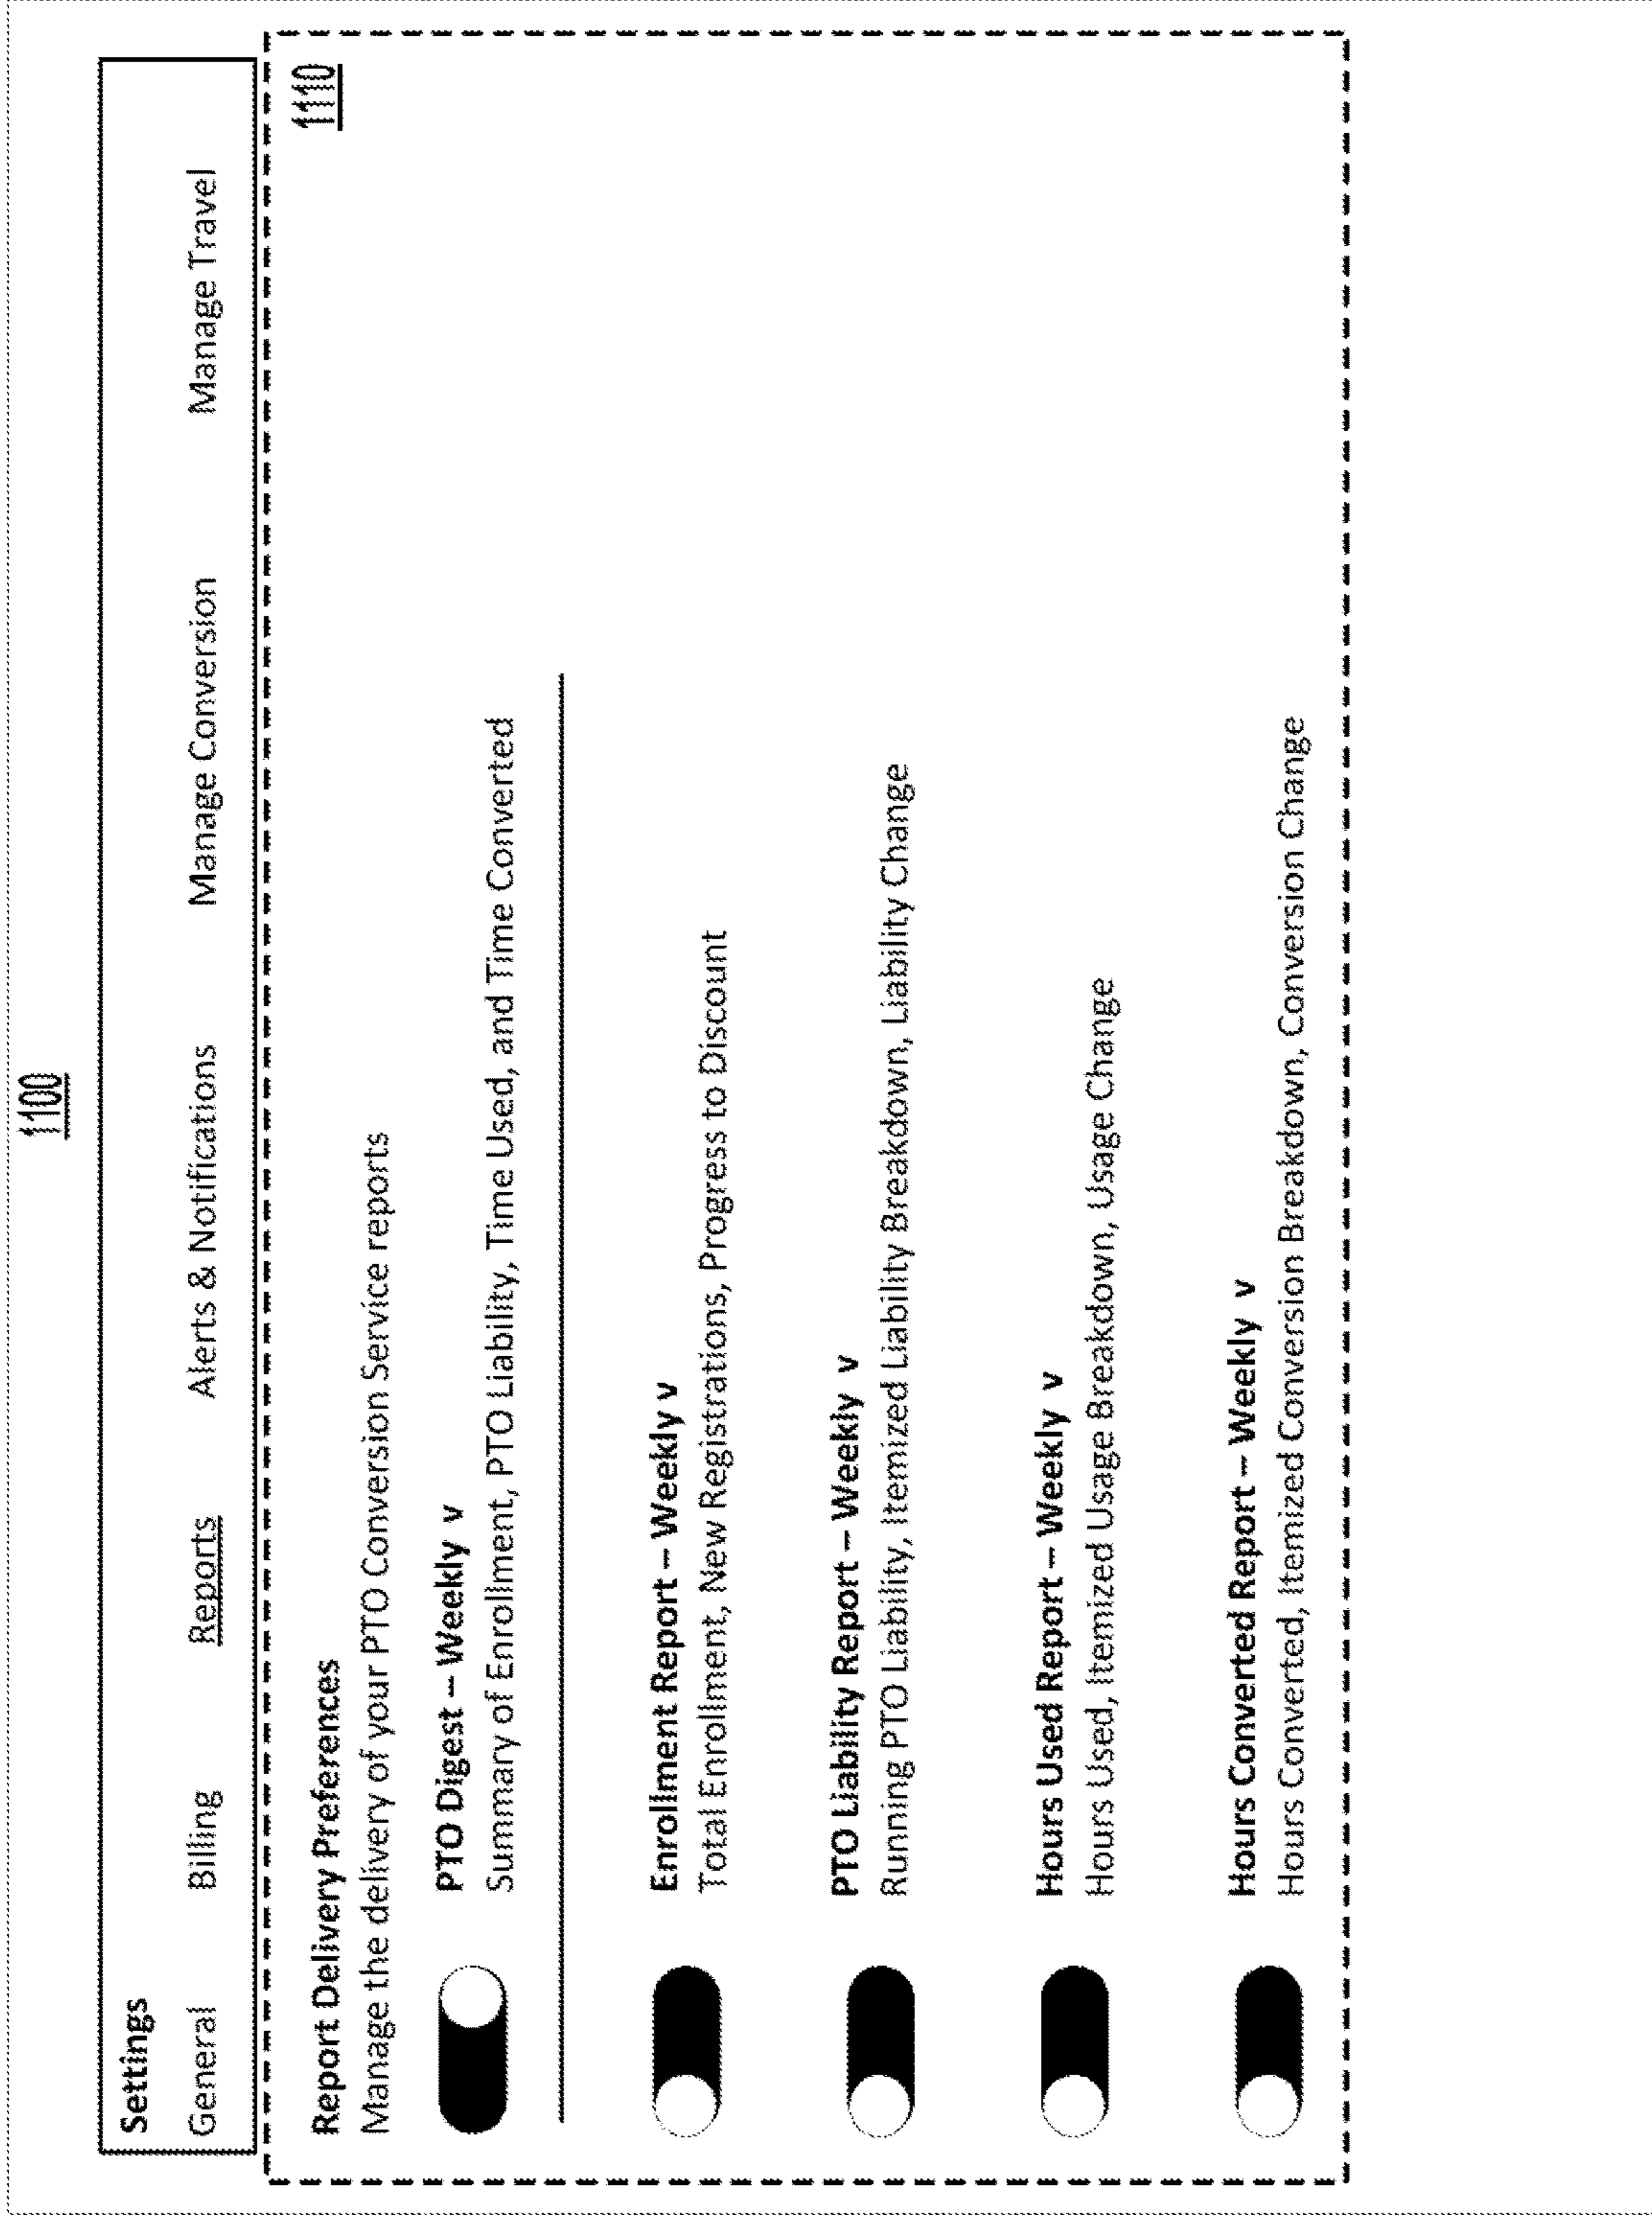 1100
Settings
General Billing Reports Alerts & Notifications Manage Conversion Manage Travel
1110
Report Delivery Preferences
Manage the delivery of your PTO Conversion Service reports
PTO Digest – Weekly v
Summary of Enrollment, PTO Liability, Time Used, and Time Converted
Enrollment Report – Weekly v
Total Enrollment, New Registrations, Progress to Discount
PTO Liability Report – Weekly v
Running PTO Liability, Itemized Liability Breakdown, Liability Change
Hours Used Report – Weekly v
Hours Used, Itemized Usage Breakdown, Usage Change
Hours Converted Report – Weekly v
Hours Converted, Itemized Conversion Breakdown, Conversion Change